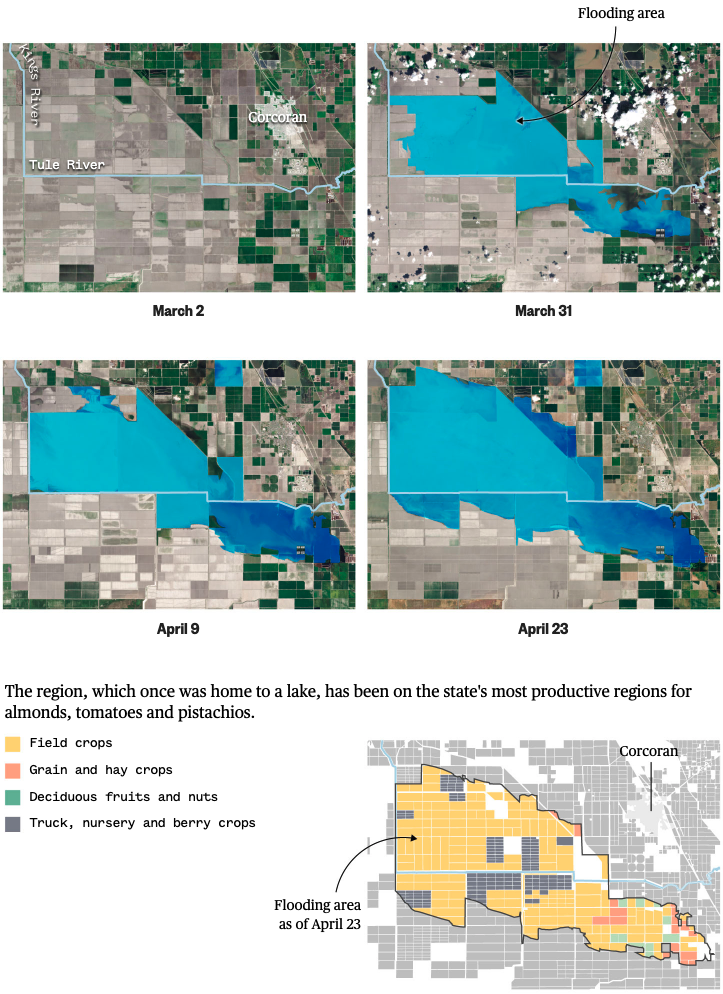 Flooding area
Kings River
Corcoran
Tule River
March 2
March 31
April 9
April 23
The region, which once was home to a lake, has been on the state's most productive regions for
almonds, tomatoes and pistachios.
Field crops
Grain and hay crops
Deciduous fruits and nuts
Truck, nursery and berry crops
Corcoran
Flooding area
as of April 23